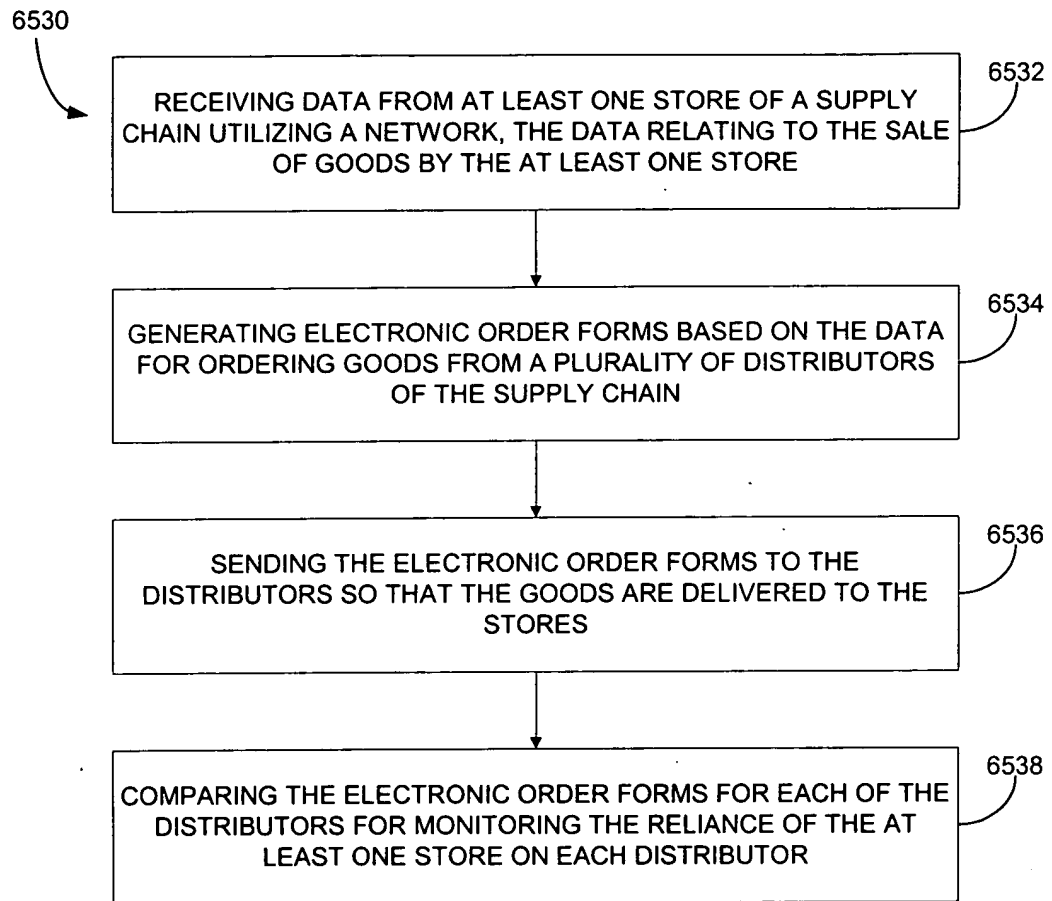 6530
6532
RECEIVING DATA FROM AT LEAST ONE STORE OF A SUPPLY
CHAIN UTILIZING A NETWORK, THE DATA RELATING TO THE SALE
OF GOODS BY THE AT LEAST ONE STORE
6534
GENERATING ELECTRONIC ORDER FORMS BASED ON THE DATA
FOR ORDERING GOODS FROM A PLURALITY OF DISTRIBUTORS
OF THE SUPPLY CHAIN
6536
SENDING THE ELECTRONIC ORDER FORMS TO THE
DISTRIBUTORS SO THAT THE GOODS ARE DELIVERED TO THE
STORES
6538
COMPARING THE ELECTRONIC ORDER FORMS FOR EACH OF THE
DISTRIBUTORS FOR MONITORING THE RELIANCE OF THE AT
LEAST ONE STORE ON EACH DISTRIBUTOR